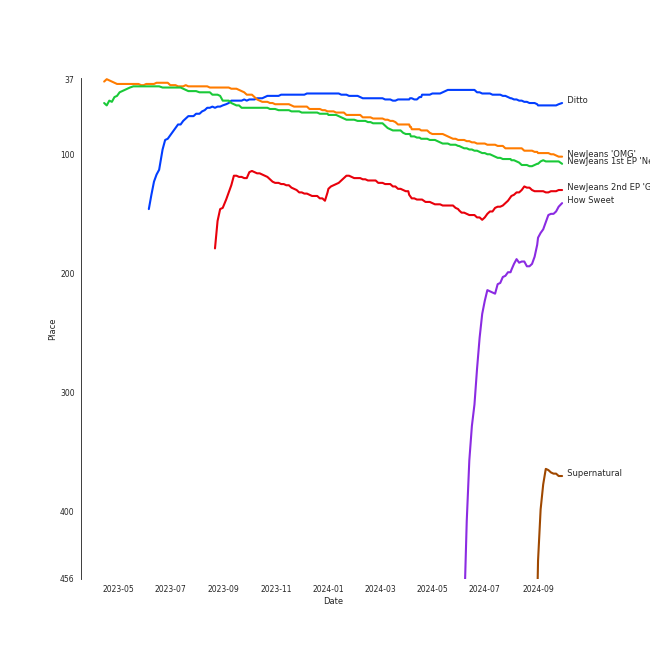 37
Ditto
NewJeans 'OMG'
100
NewJeans 1st EP 'Ne
NewJeans 2nd EP 'G
How Sweet
200
Place
300
Supernatural
400
456
2023-05 2023-07 2023-09 2023-11 2024-01 2024-03 2024-05 2024-07 2024-09
Date